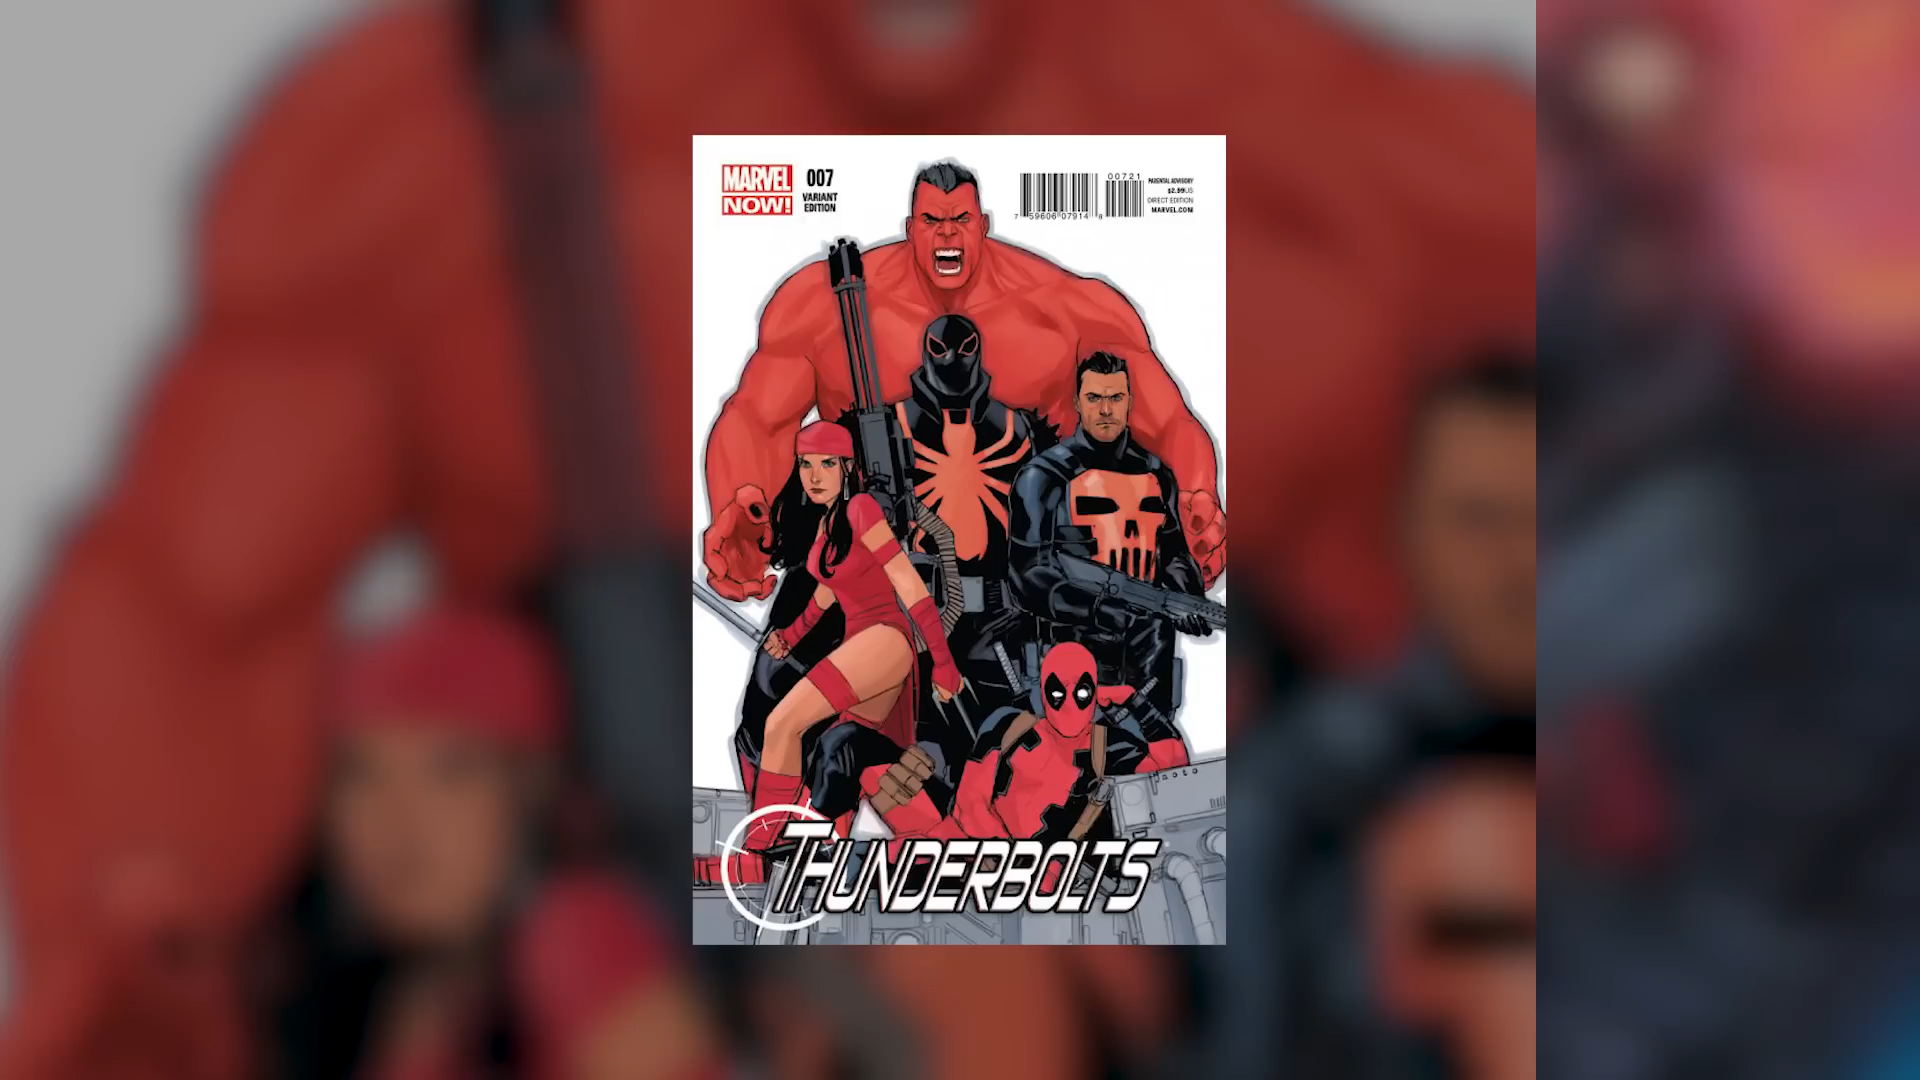 MARVEL
NOW!
007
VARIANT
EDITION
00721
7 59606 07914 8
PARENTAL ADVISORY
$2.99US
DIRECT EDITION
MARVEL.COM
THUNDERBOLTS